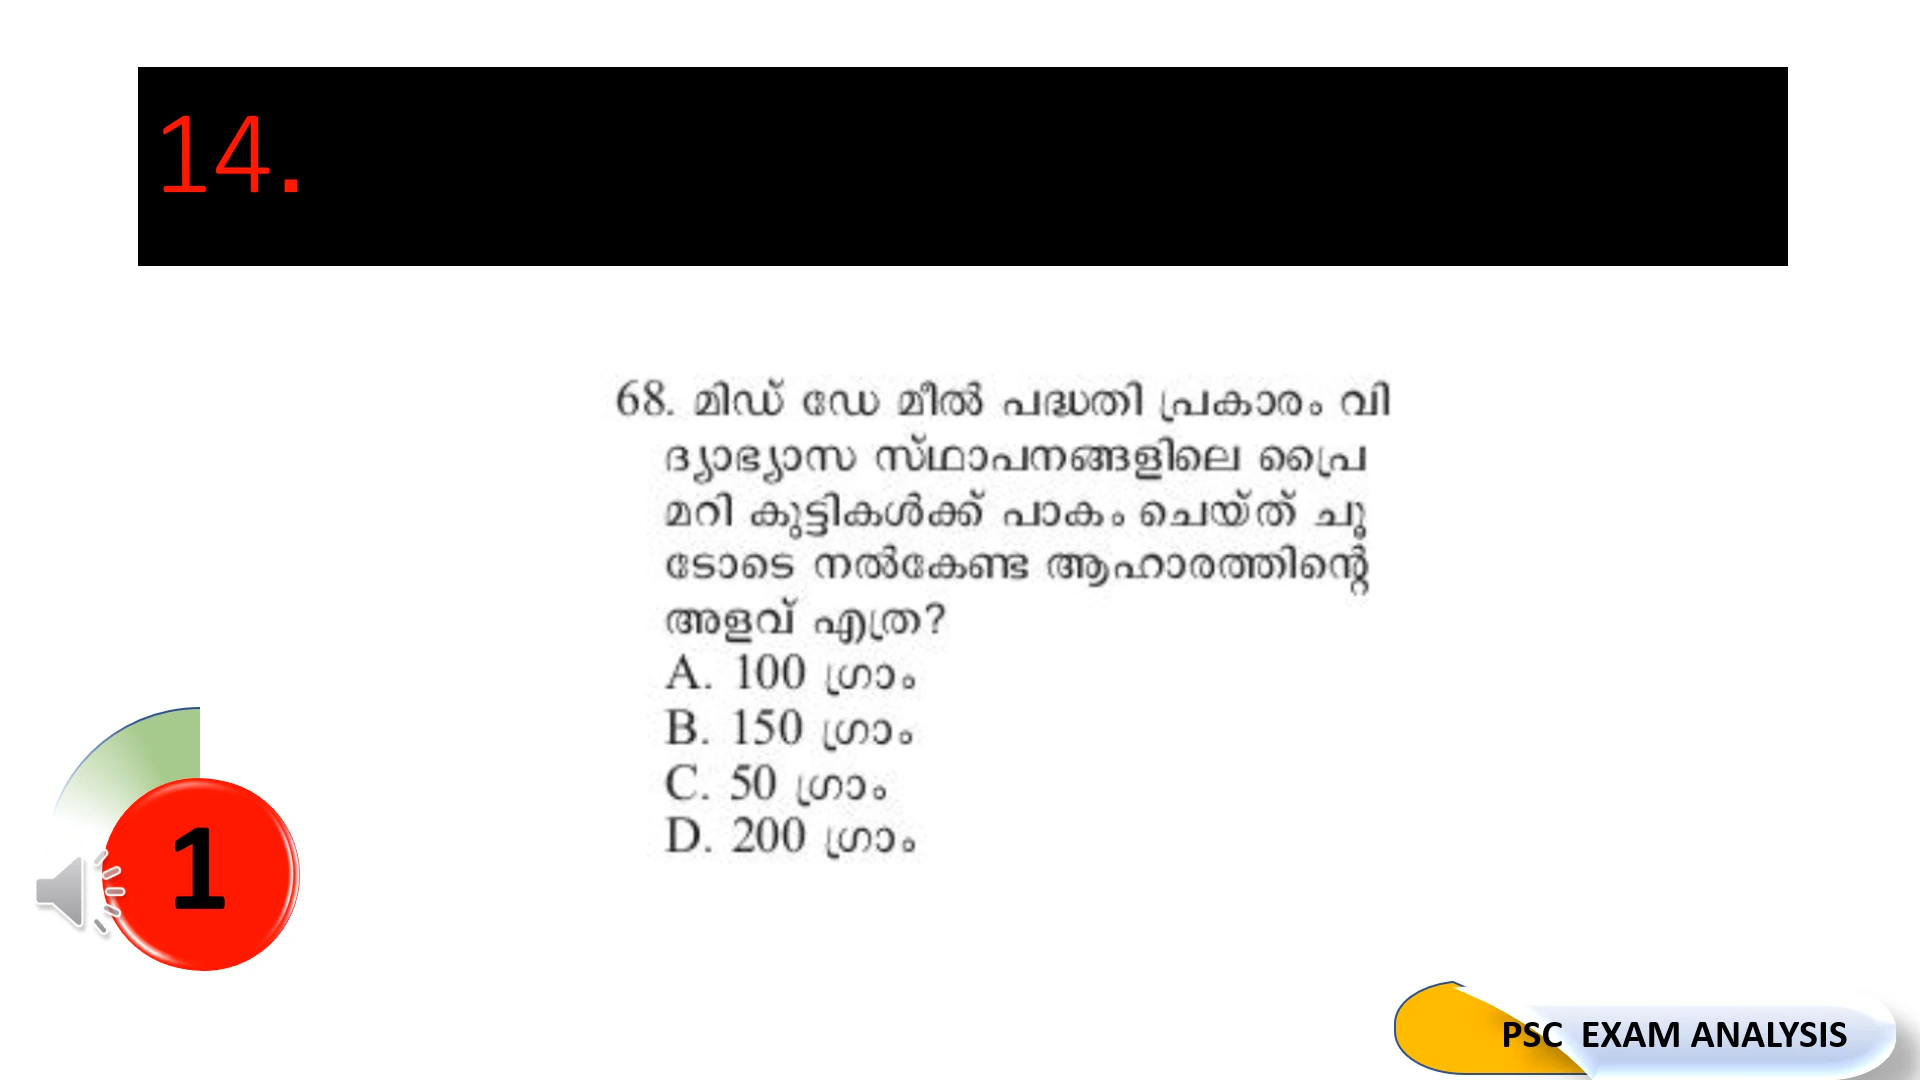 14.
68. മിഡ് ഡേ മീൽ പദ്ധതി പ്രകാരം വി
ദ്യാഭ്യാസ സ്ഥാപനങ്ങളിലെ പ്രൈ
മറി കുട്ടികൾക്ക് പാകം ചെയ്ത് ചൂ
ടോടെ നൽകേണ്ട ആഹാരത്തിന്റെ
അളവ് എത്ര?
A. 100 ഗ്രാം
B. 150 ഗ്രാം
C. 50 ഗ്രാം
D. 200 ഗ്രാം
1
PSC EXAM ANALYSIS